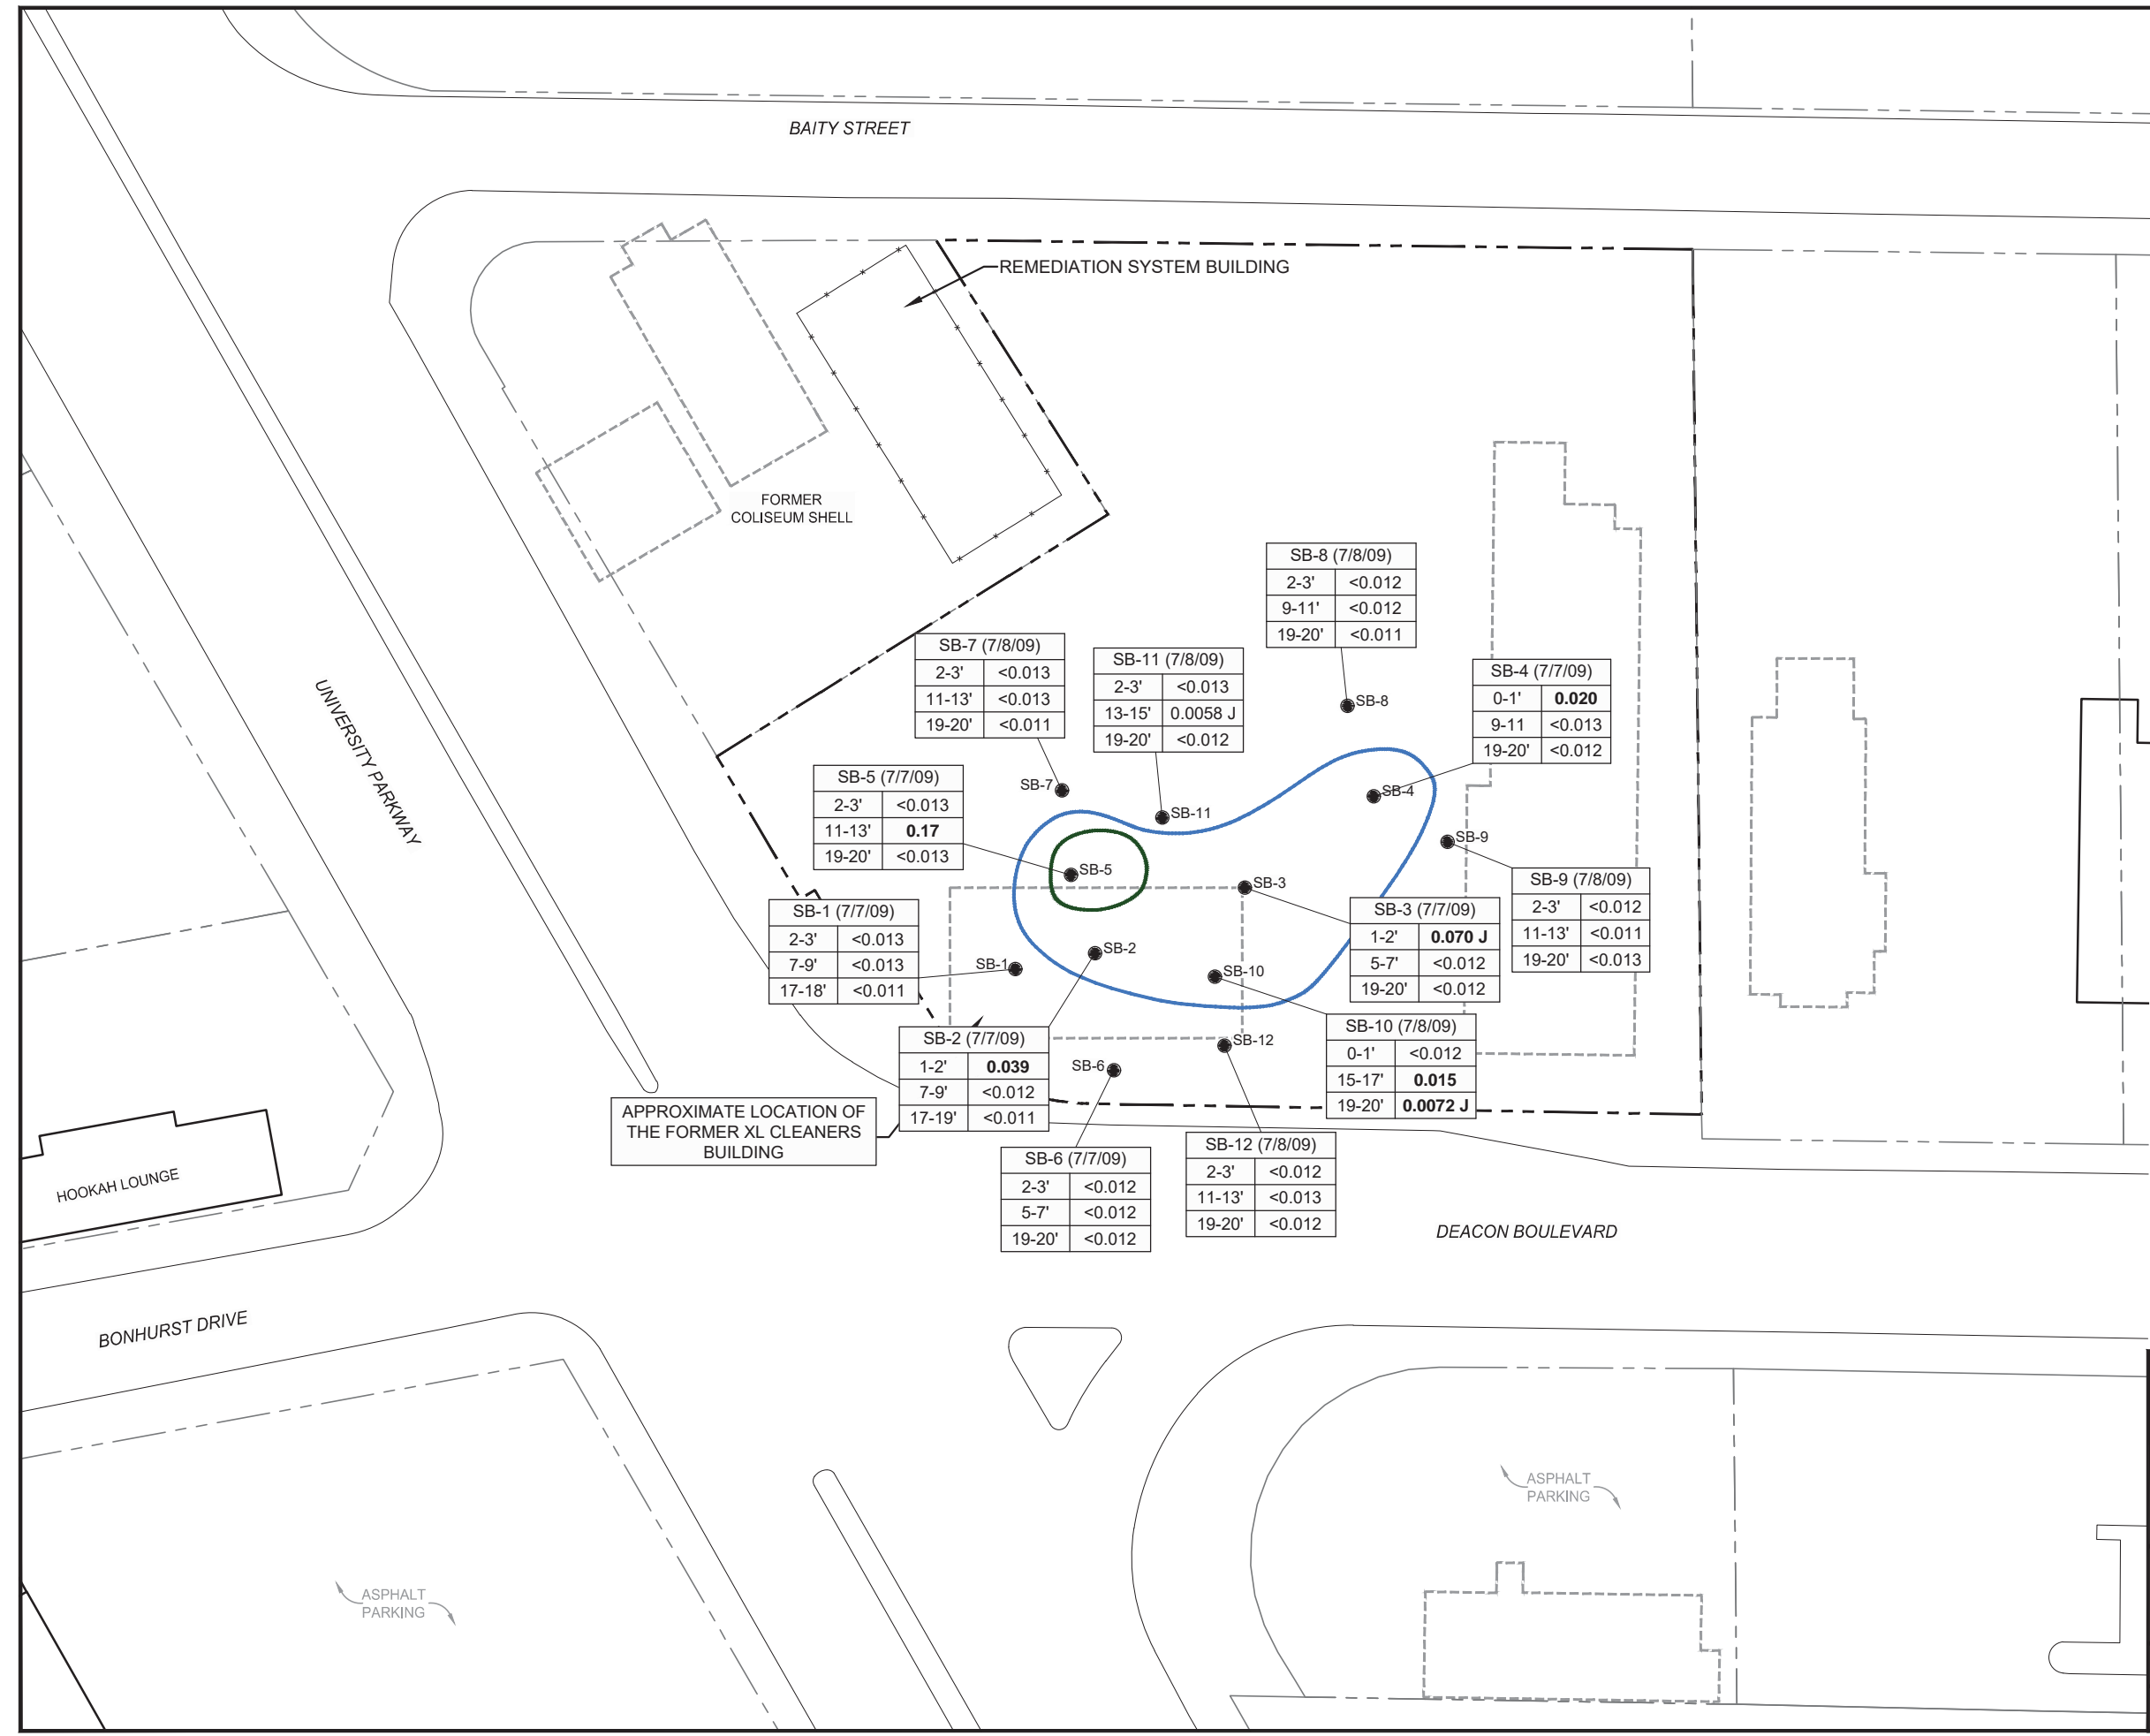 BAITY STREET
REMEDIATION SYSTEM BUILDING
FORMER
COLISEUM SHELL
UNIVERSITY PARKWAY
SB-8 (7/8/09)
2-3' <0.012
9-11' <0.012
19-20' <0.011
SB-7 (7/8/09)
2-3' <0.013
11-13' <0.013
19-20' <0.011
SB-11 (7/8/09)
2-3' <0.013
13-15' 0.0058 J
19-20' <0.012
SB-4 (7/7/09)
0-1' 0.020
9-11 <0.013
19-20' <0.012
SB-8
SB-7
SB-11
SB-4
SB-5 (7/7/09)
2-3' <0.013
11-13' 0.17
19-20' <0.013
SB-9
SB-5
SB-3
SB-9 (7/8/09)
2-3' <0.012
11-13' <0.011
19-20' <0.013
SB-1 (7/7/09)
2-3' <0.013
7-9' <0.013
17-18' <0.011
SB-3 (7/7/09)
1-2' 0.070 J
5-7' <0.012
19-20' <0.012
SB-2
SB-1
SB-10
SB-10 (7/8/09)
0-1' <0.012
15-17' 0.015
19-20' 0.0072 J
SB-2 (7/7/09)
1-2' 0.039
7-9' <0.012
17-19' <0.011
SB-12
SB-6
APPROXIMATE LOCATION OF
THE FORMER XL CLEANERS
BUILDING
SB-6 (7/7/09)
2-3' <0.012
5-7' <0.012
19-20' <0.012
SB-12 (7/8/09)
2-3' <0.012
11-13' <0.013
19-20' <0.012
HOOKAH LOUNGE
DEACON BOULEVARD
BONHURST DRIVE
ASPHALT
PARKING
ASPHALT
PARKING